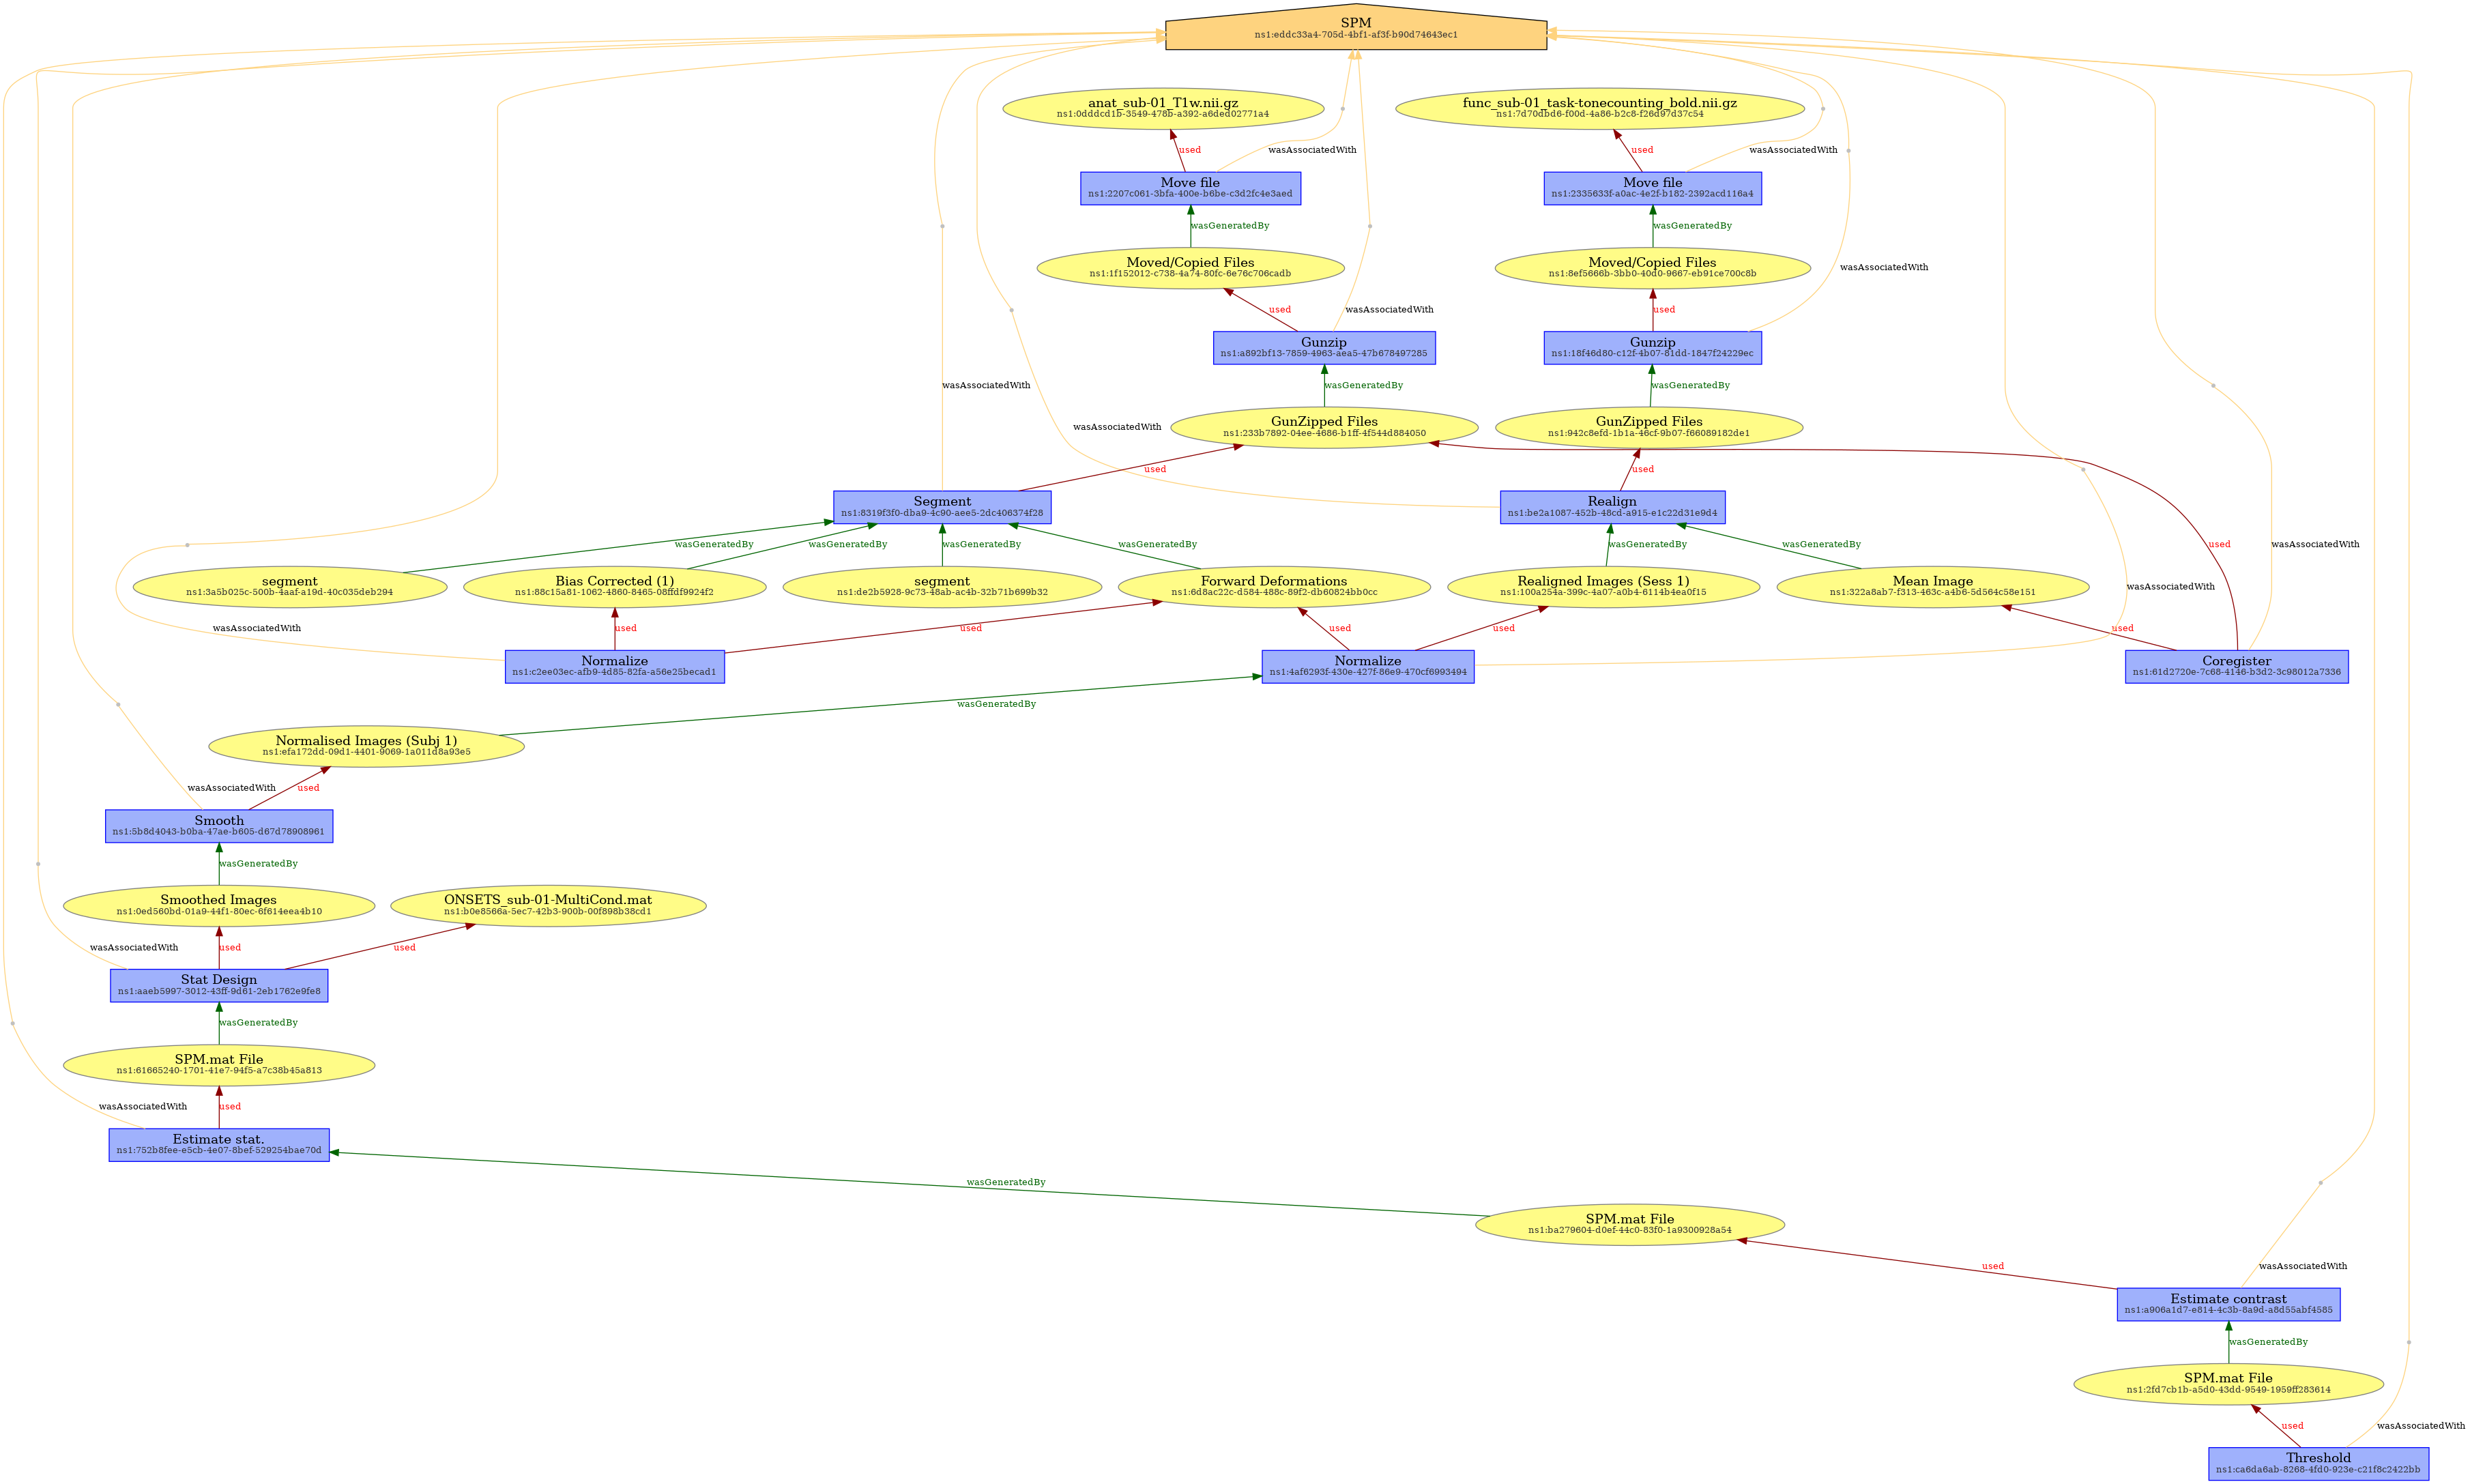 SPM
ns1:eddc33a4-705d-4bf1-af3f-b90d74643ec1
anat_sub-01_T1w.nii.gz
ns1:0dddcd1b-3549-478b-a392-a6ded02771a4
func_sub-01_task-tonecounting_bold.nii.gz
ns1:7d70dbd6-f00d-4a86-b2c8-f26d97d37c54
used
wasAssociatedWith
used
wasAssociatedWith
Move file
ns1:2207c061-3bfa-400e-b6be-c3d2fc4e3aed
Move file
ns1:2335633f-a0ac-4e2f-b182-2392acd116a4
wasGeneratedBy
wasGeneratedBy
Moved/Copied Files
ns1:1f152012-c738-4a74-80fc-6e76c706cadb
Moved/Copied Files
ns1:8ef5666b-3bb0-40d0-9667-eb91ce700c8b
wasAssociatedWith
used
wasAssociatedWith
used
Gunzip
ns1:a892bf13-7859-4963-aea5-47b678497285
Gunzip
ns1:18f46d80-c12f-4b07-81dd-1847f24229ec
wasAssociatedWith
wasGeneratedBy
wasGeneratedBy
wasAssociatedWith
GunZipped Files
ns1:233b7892-04ee-4686-b1ff-4f544d884050
GunZipped Files
ns1:942c8efd-1b1a-46cf-9b07-f66089182de1
used
used
Segment
ns1:8319f3f0-dba9-4c90-aee5-2dc406374f28
Realign
ns1:be2a1087-452b-48cd-a915-e1c22d31e9d4
wasGeneratedBy
wasGeneratedBy
wasGeneratedBy
wasGeneratedBy
wasGeneratedBy
wasGeneratedBy
used
wasAssociatedWith
segment
ns1:3a5b025c-500b-4aaf-a19d-40c035deb294
Bias Corrected (1)
ns1:88c15a81-1062-4860-8465-08ffdf9924f2
segment
ns1:de2b5928-9c73-48ab-ac4b-32b71b699b32
Forward Deformations
ns1:6d8ac22c-d584-488c-89f2-db60824bb0cc
Realigned Images (Sess 1)
ns1:100a254a-399c-4a07-a0b4-6114b4ea0f15
Mean Image
ns1:322a8ab7-f313-463c-a4b6-5d564c58e151
wasAssociatedWith
wasAssociatedWith
used
used
used
used
used
Normalize
ns1:c2ee03ec-afb9-4d85-82fa-a56e25becad1
Normalize
ns1:4af6293f-430e-427f-86e9-470cf6993494
Coregister
ns1:61d2720e-7c68-4146-b3d2-3c98012a7336
wasGeneratedBy
Normalised Images (Subj 1)
ns1:efa172dd-09d1-4401-9069-1a011d8a93e5
wasAssociatedWith
used
Smooth
ns1:5b8d4043-b0ba-47ae-b605-d67d78908961
wasGeneratedBy
Smoothed Images
ns1:0ed560bd-01a9-44f1-80ec-6f614eea4b10
ONSETS_sub-01-MultiCond.mat
ns1:b0e8566a-5ec7-42b3-900b-00f898b38cd1
wasAssociatedWith
used
used
Stat Design
ns1:aaeb5997-3012-43ff-9d61-2eb1762e9fe8
wasGeneratedBy
SPM.mat File
ns1:61665240-1701-41e7-94f5-a7c38b45a813
wasAssociatedWith
used
Estimate stat.
ns1:752b8fee-e5cb-4e07-8bef-529254bae70d
wasGeneratedBy
SPM.mat File
ns1:ba279604-d0ef-44c0-83f0-1a9300928a54
used
wasAssociatedWith
Estimate contrast
ns1:a906a1d7-e814-4c3b-8a9d-a8d55abf4585
wasGeneratedBy
SPM.mat File
ns1:2fd7cb1b-a5d0-43dd-9549-1959ff283614
used
wasAssociatedWith
Threshold
ns1:ca6da6ab-8268-4fd0-923e-c21f8c2422bb